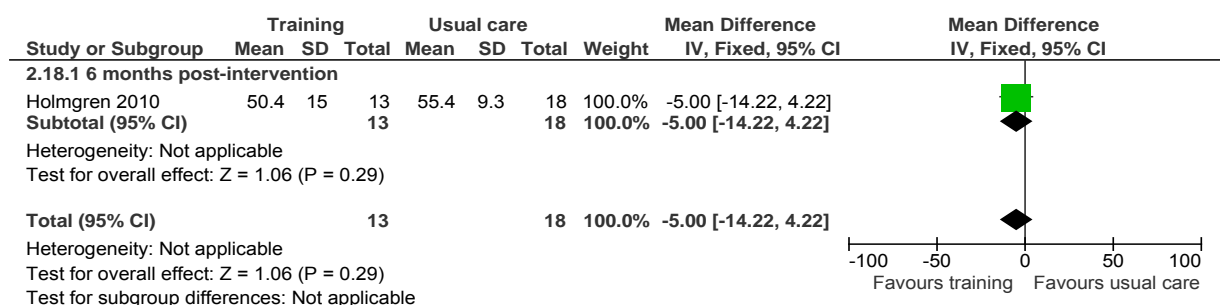 Training Usual care Mean Difference Mean Difference
Study or Subgroup Mean SD Total Mean SD Total Weight IV, Fixed, 95% CI IV, Fixed, 95% CI
2.18.1 6 months post-intervention
Holmgren 2010 50.4 15 13 55.4 9.3 18 100.0% -5.00 [-14.22, 4.22]
Subtotal (95% CI) 13 18 100.0% -5.00 [-14.22, 4.22]
Heterogeneity: Not applicable
Test for overall effect: Z = 1.06 (P = 0.29)
Total (95% CI) 13 18 100.0% -5.00 [-14.22, 4.22]
Heterogeneity: Not applicable
Test for overall effect: Z = 1.06 (P = 0.29)
Test for subgroup differences: Not applicable
-100 -50 0 50 100
Favours training Favours usual care